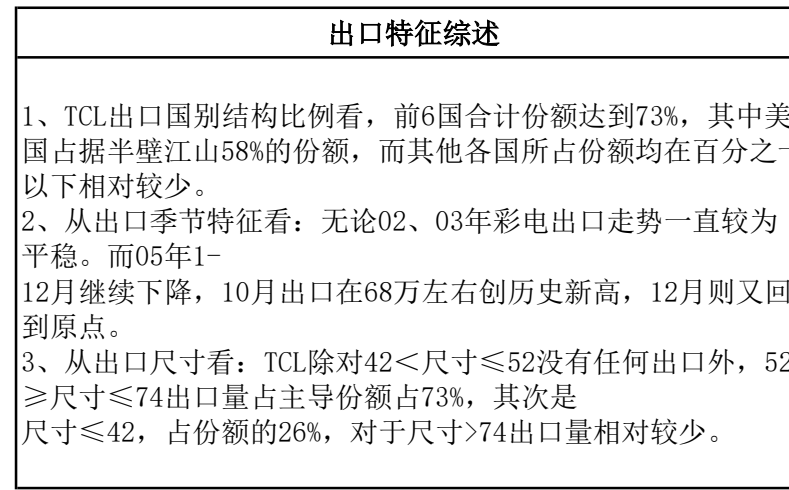 出口特征综述
1、TCL出口国别结构比例看，前6国合计份额达到73%，其中美
国占据半壁江山58%的份额，而其他各国所占份额均在百分之一
以下相对较少。
2、从出口季节特征看：无论02、03年彩电出口走势一直较为
平稳。而05年1-
12月继续下降，10月出口在68万左右创历史新高，12月则又回
到原点。
3、从出口尺寸看：TCL除对42＜尺寸≤52没有任何出口外，52
≥尺寸≤74出口量占主导份额占73%，其次是
尺寸≤42，占份额的26%，对于尺寸>74出口量相对较少。